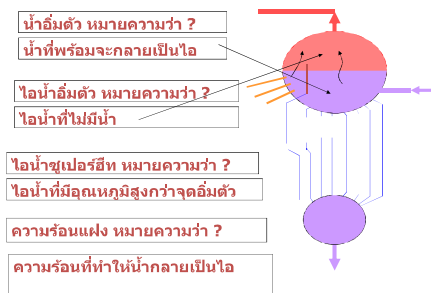 น้ำอิ่มตัว หมายความว่า ?
น้ำที่พร้อมจะกลายเป็นไอ
ไอน้ำอิ่มตัว หมายความว่า ?
ไอน้ำที่ไม่มีน้ำ
ไอน้ำซูเปอร์ฮีท หมายความว่า ?
ไอน้ำที่มีอุณหภูมิสูงกว่าจุดอิ่มตัว
ความร้อนแฝง หมายความว่า ?
ความร้อนที่ทำให้น้ำกลายเป็นไอ